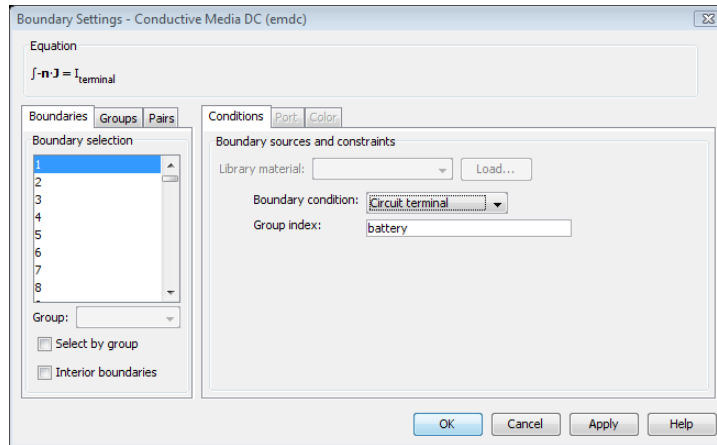 Boundary Settings - Conductive Media DC (emdc)
Equation
∫-n·J = I_terminal
Boundaries Groups Pairs
Boundary selection
1
2
3
4
5
6
7
8
Group:
Select by group
Interior boundaries
Conditions Port Color
Boundary sources and constraints
Library material: Load...
Boundary condition: Circuit terminal
Group index: battery
OK Cancel Apply Help